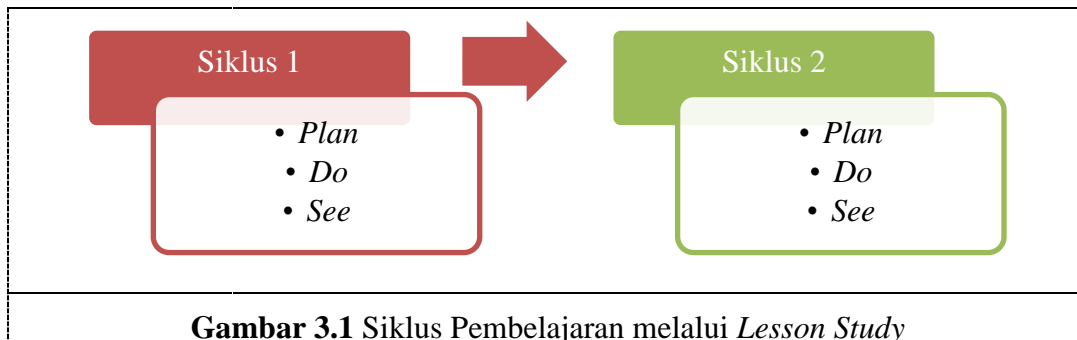 Siklus 1
• Plan
• Do
• See
Siklus 2
• Plan
• Do
• See
Gambar 3.1 Siklus Pembelajaran melalui Lesson Study